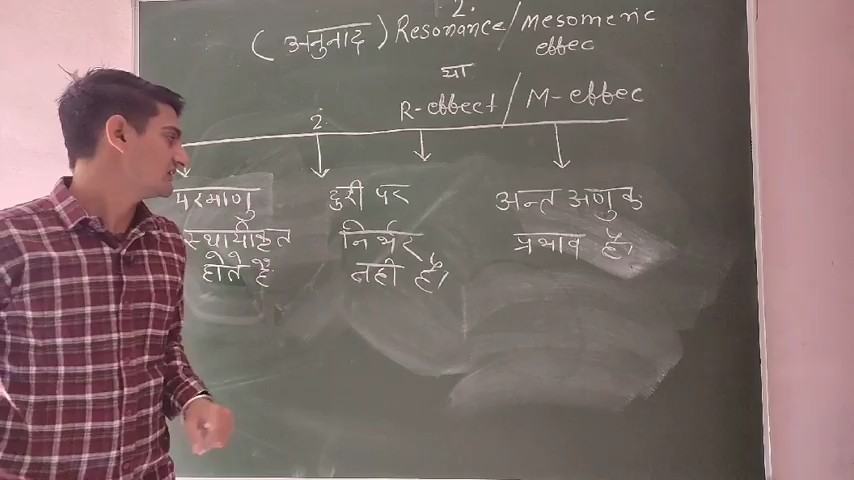 2.
(अनुनाद) Resonance/Mesomeric
effec
या
R-effect/M-effec
2.
परमाणु
स्थायीकृत
होते है
दुरी पर
निर्भर
नही है।
अन्त अणुक
प्रभाव है।